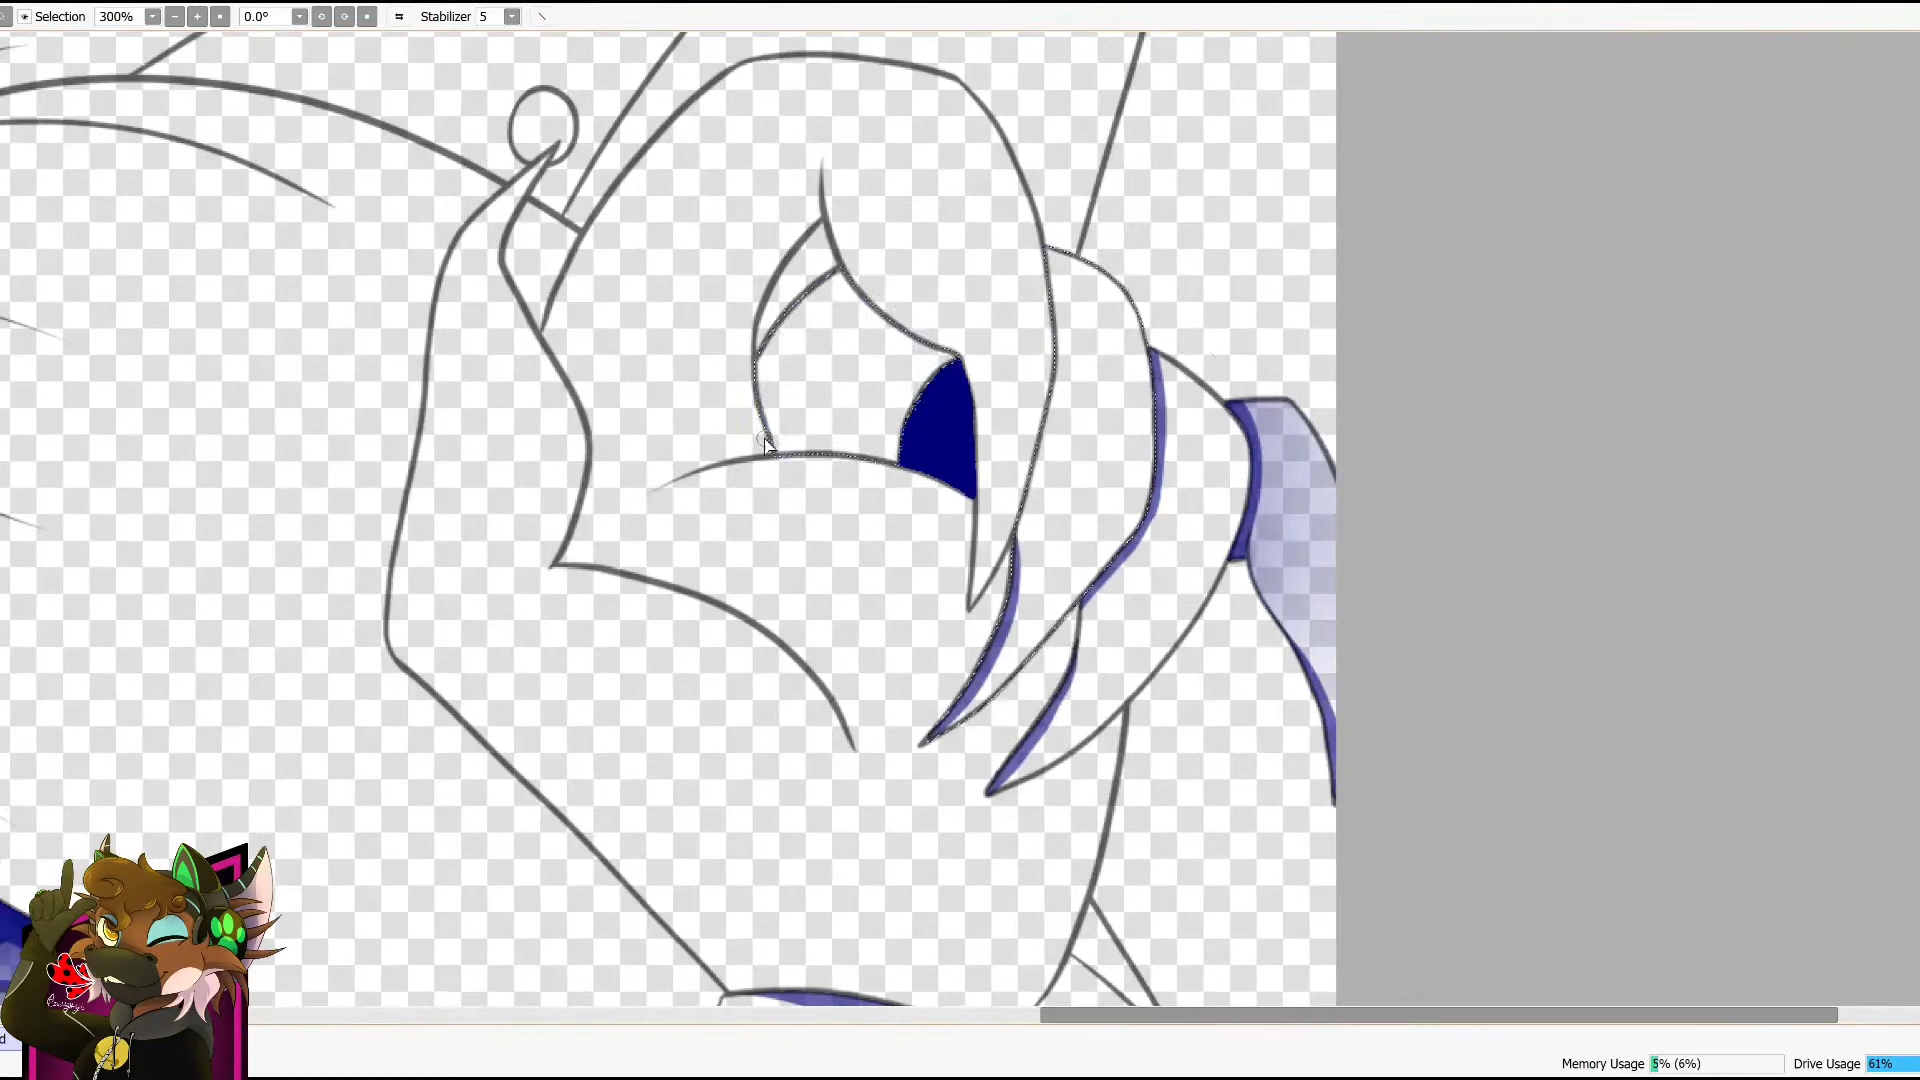 Selection 300% 0.0° Stabilizer 5
d
Memory Usage 5% (6%) Drive Usage 61%